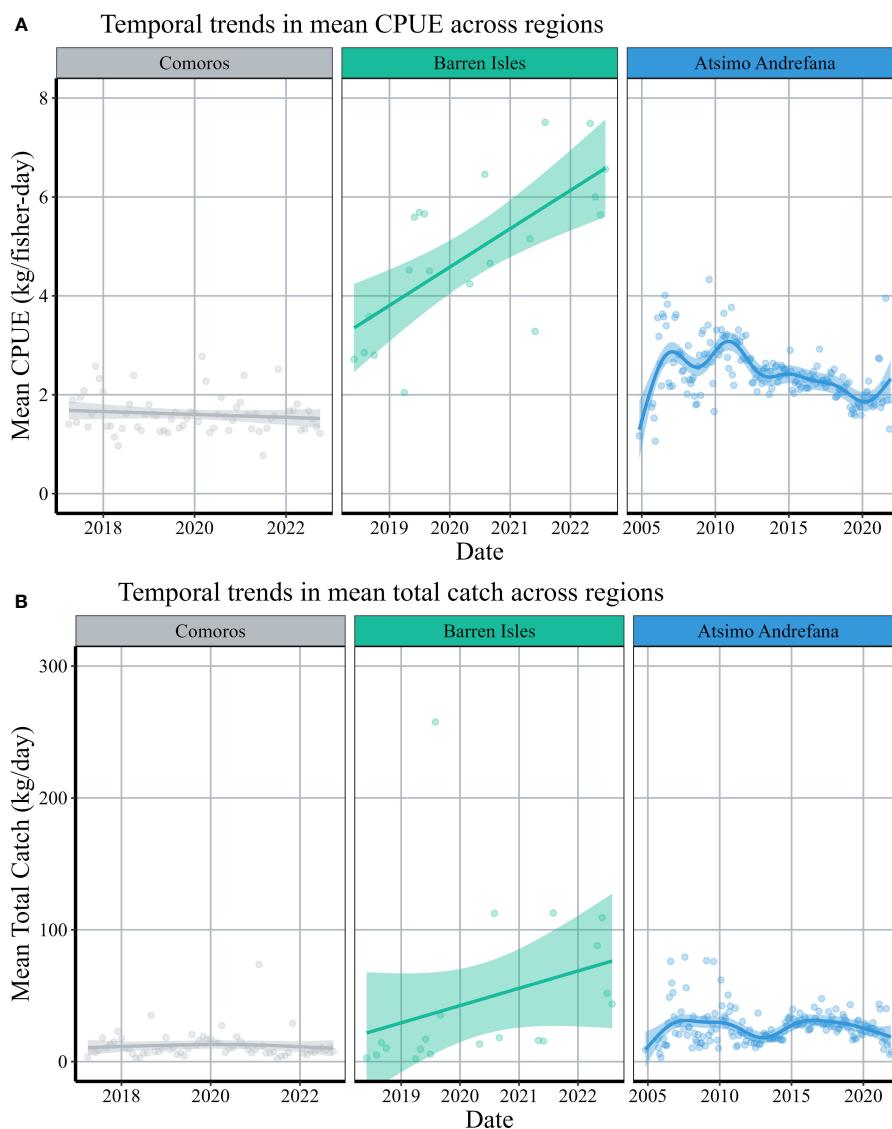 A
Temporal trends in mean CPUE across regions
Comoros
Barren Isles
Atsimo Andrefana
Mean CPUE (kg/fisher-day)
8
6
4
2
0
2018 2020 2022
2019 2020 2021 2022
2005 2010 2015 2020
Date
B
Temporal trends in mean total catch across regions
Comoros
Barren Isles
Atsimo Andrefana
Mean Total Catch (kg/day)
300
200
100
0
2018 2020 2022
2019 2020 2021 2022
2005 2010 2015 2020
Date